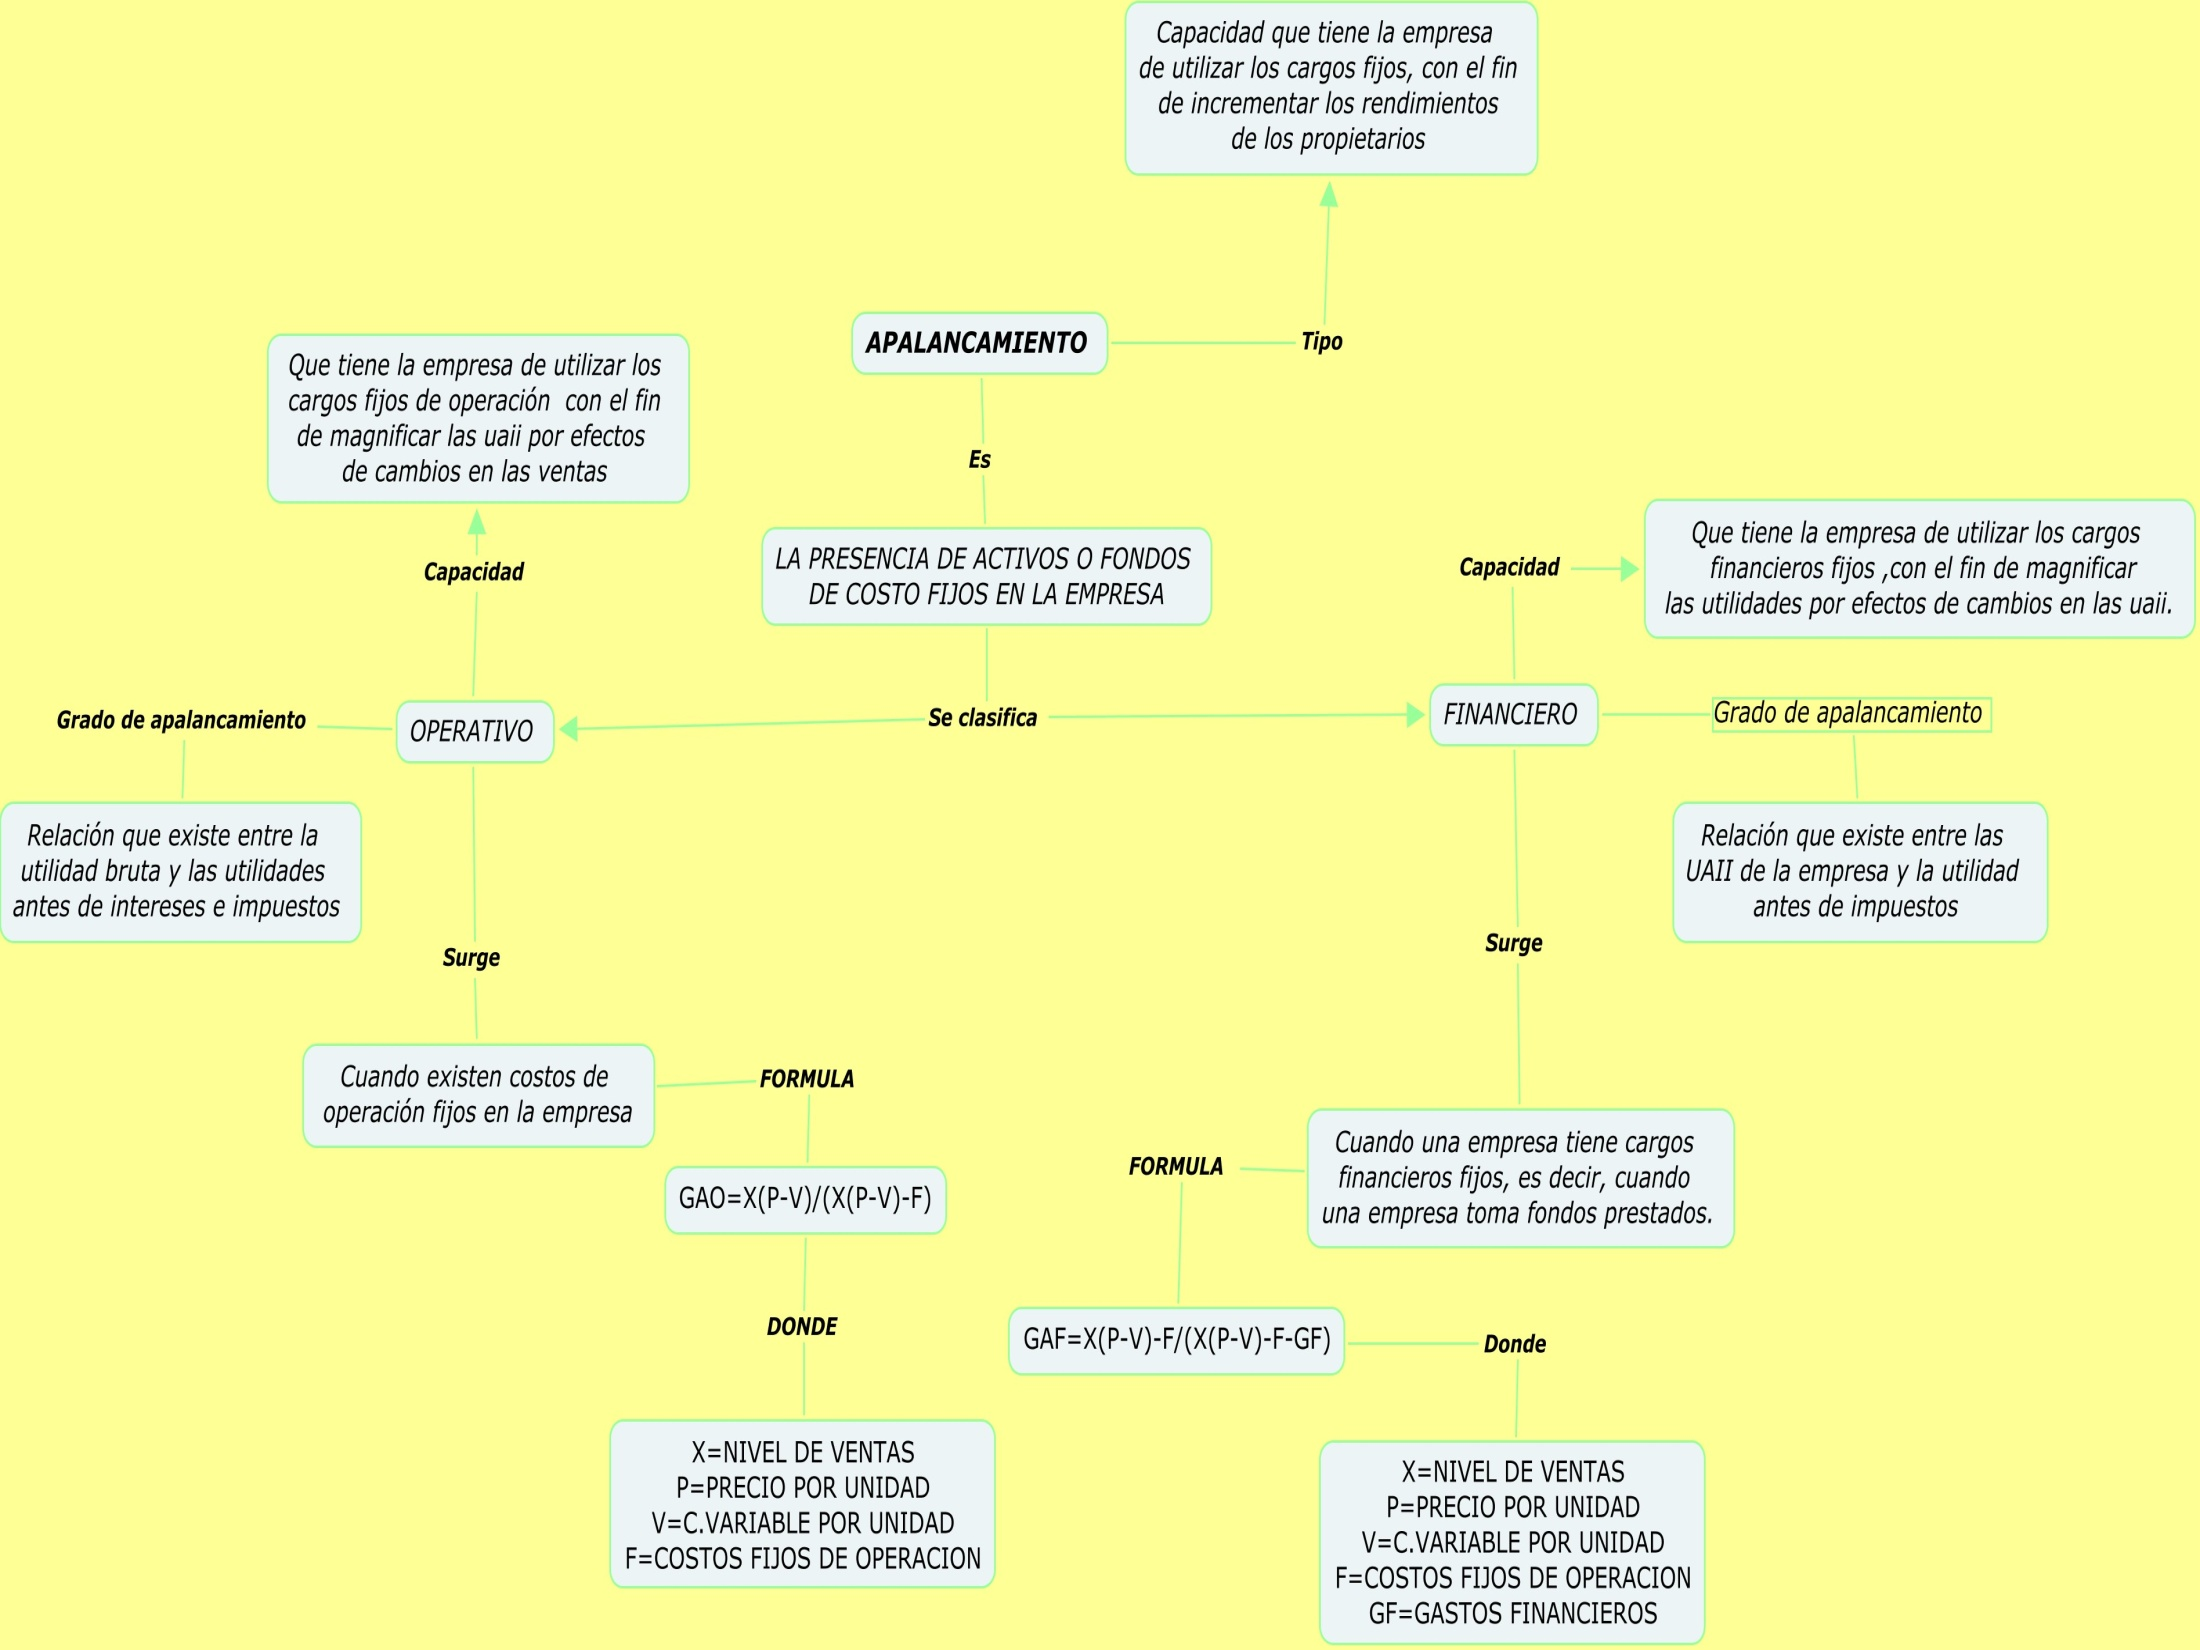 Capacidad que tiene la empresa
de utilizar los cargos fijos, con el fin
de incrementar los rendimientos
de los propietarios
APALANCAMIENTO
Tipo
Es
LA PRESENCIA DE ACTIVOS O FONDOS
DE COSTO FIJOS EN LA EMPRESA
Se clasifica
Que tiene la empresa de utilizar los
cargos fijos de operación  con el fin
de magnificar las uaii por efectos
de cambios en las ventas
Capacidad
OPERATIVO
Grado de apalancamiento
Relación que existe entre la
utilidad bruta y las utilidades
antes de intereses e impuestos
Surge
Cuando existen costos de
operación fijos en la empresa
FORMULA
GAO=X(P-V)/(X(P-V)-F)
DONDE
X=NIVEL DE VENTAS
P=PRECIO POR UNIDAD
V=C.VARIABLE POR UNIDAD
F=COSTOS FIJOS DE OPERACION
Capacidad
Que tiene la empresa de utilizar los cargos
financieros fijos ,con el fin de magnificar
las utilidades por efectos de cambios en las uaii.
FINANCIERO
Grado de apalancamiento
Relación que existe entre las
UAII de la empresa y la utilidad
antes de impuestos
Surge
Cuando una empresa tiene cargos
financieros fijos, es decir, cuando
una empresa toma fondos prestados.
FORMULA
GAF=X(P-V)-F/(X(P-V)-F-GF)
Donde
X=NIVEL DE VENTAS
P=PRECIO POR UNIDAD
V=C.VARIABLE POR UNIDAD
F=COSTOS FIJOS DE OPERACION
GF=GASTOS FINANCIEROS